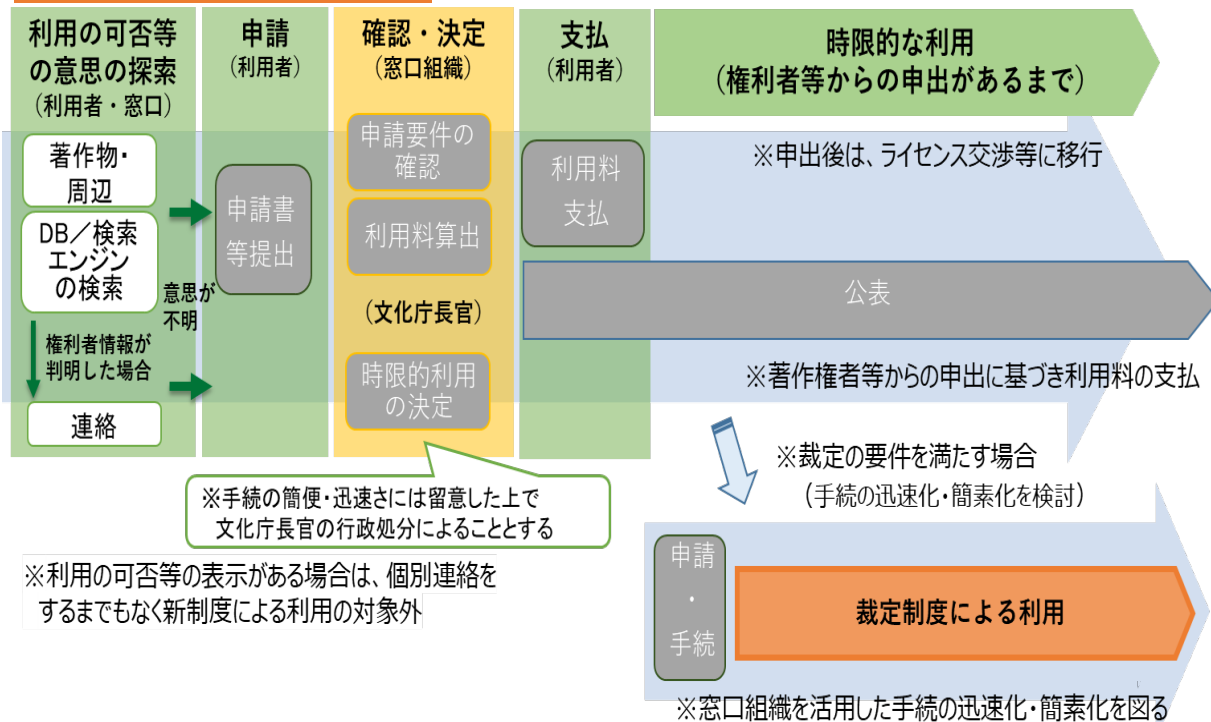 利用の可否等
の意思の探索
（利用者・窓口）
著作物・
周辺
DB／検索
エンジン
の検索
意思が
不明
権利者情報が
判明した場合
連絡
申請
（利用者）
申請書
等提出
確認・決定
（窓口組織）
申請要件の
確認
利用料算出
（文化庁長官）
時限的利用
の決定
※手続の簡便・迅速さには留意した上で
文化庁長官の行政処分によることとする
支払
（利用者）
利用料
支払
時限的な利用
（権利者等からの申出があるまで）
※申出後は、ライセンス交渉等に移行
公表
※著作権者等からの申出に基づき利用料の支払
※裁定の要件を満たす場合
（手続の迅速化・簡素化を検討）
※利用の可否等の表示がある場合は、個別連絡を
するまでもなく新制度による利用の対象外
申請
・
手続
裁定制度による利用
※窓口組織を活用した手続の迅速化・簡素化を図る